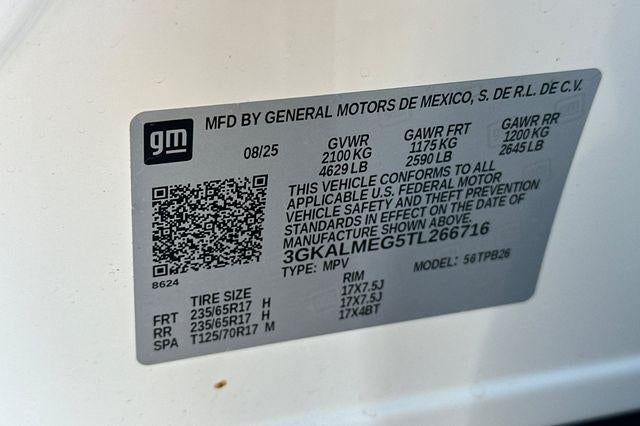 gm
MFD BY GENERAL MOTORS DE MEXICO, S. DE R.L. DE C.V.
08/25 GVWR GAWR FRT GAWR RR
2100 KG 1175 KG 1200 KG
4629 LB 2590 LB 2645 LB
THIS VEHICLE CONFORMS TO ALL
APPLICABLE U.S. FEDERAL MOTOR
VEHICLE SAFETY AND THEFT PREVENTION
STANDARDS IN EFFECT ON THE DATE OF
MANUFACTURE SHOWN ABOVE.
3GKALMEG5TL266716
TYPE: MPV MODEL: 56TPB26
8624
TIRE SIZE RIM
FRT 235/65R17 H 17X7.5J
RR 235/65R17 H 17X7.5J
SPA T125/70R17 M 17X4BT